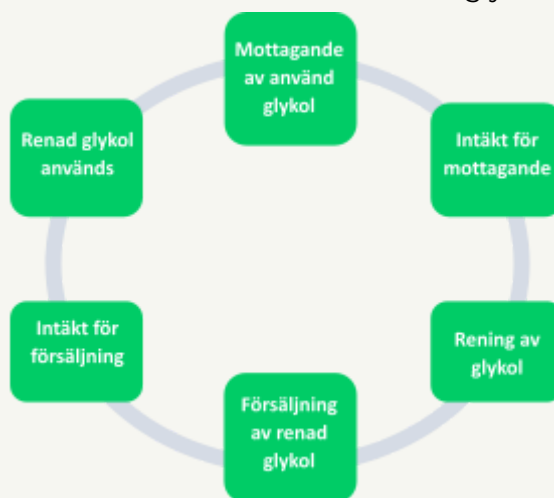 Mottagande
av använd
glykol
Intäkt för
mottagande
Rening av
glykol
Försäljning
av renad
glykol
Intäkt för
försäljning
Renad glykol
används